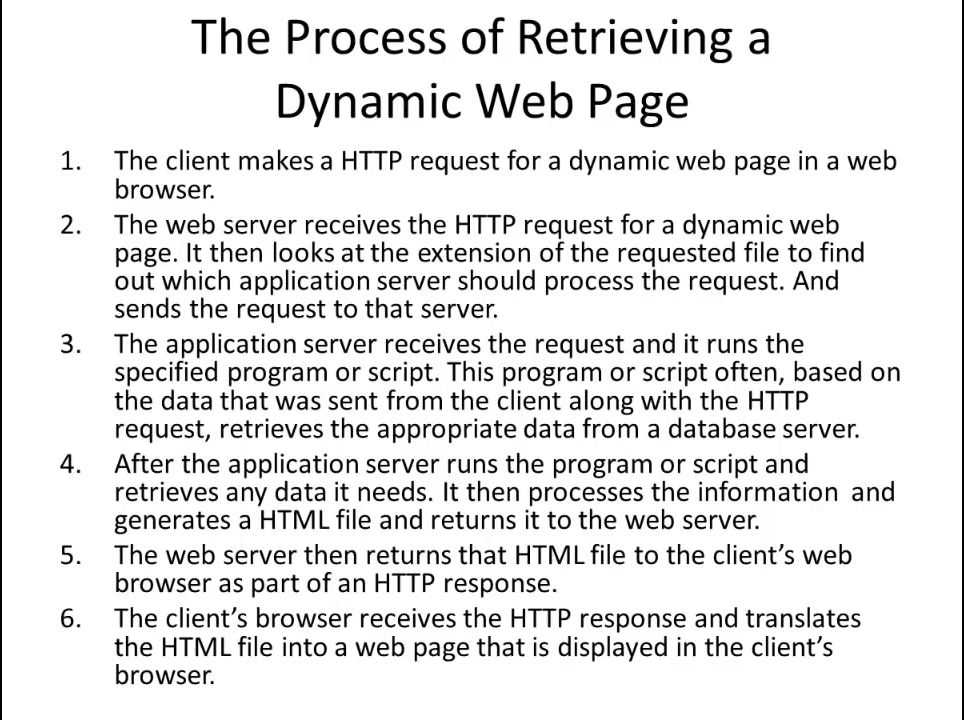 The Process of Retrieving a
Dynamic Web Page
1. The client makes a HTTP request for a dynamic web page in a web
browser.
2. The web server receives the HTTP request for a dynamic web
page. It then looks at the extension of the requested file to find
out which application server should process the request. And
sends the request to that server.
3. The application server receives the request and it runs the
specified program or script. This program or script often, based on
the data that was sent from the client along with the HTTP
request, retrieves the appropriate data from a database server.
4. After the application server runs the program or script and
retrieves any data it needs. It then processes the information and
generates a HTML file and returns it to the web server.
5. The web server then returns that HTML file to the client’s web
browser as part of an HTTP response.
6. The client’s browser receives the HTTP response and translates
the HTML file into a web page that is displayed in the client’s
browser.